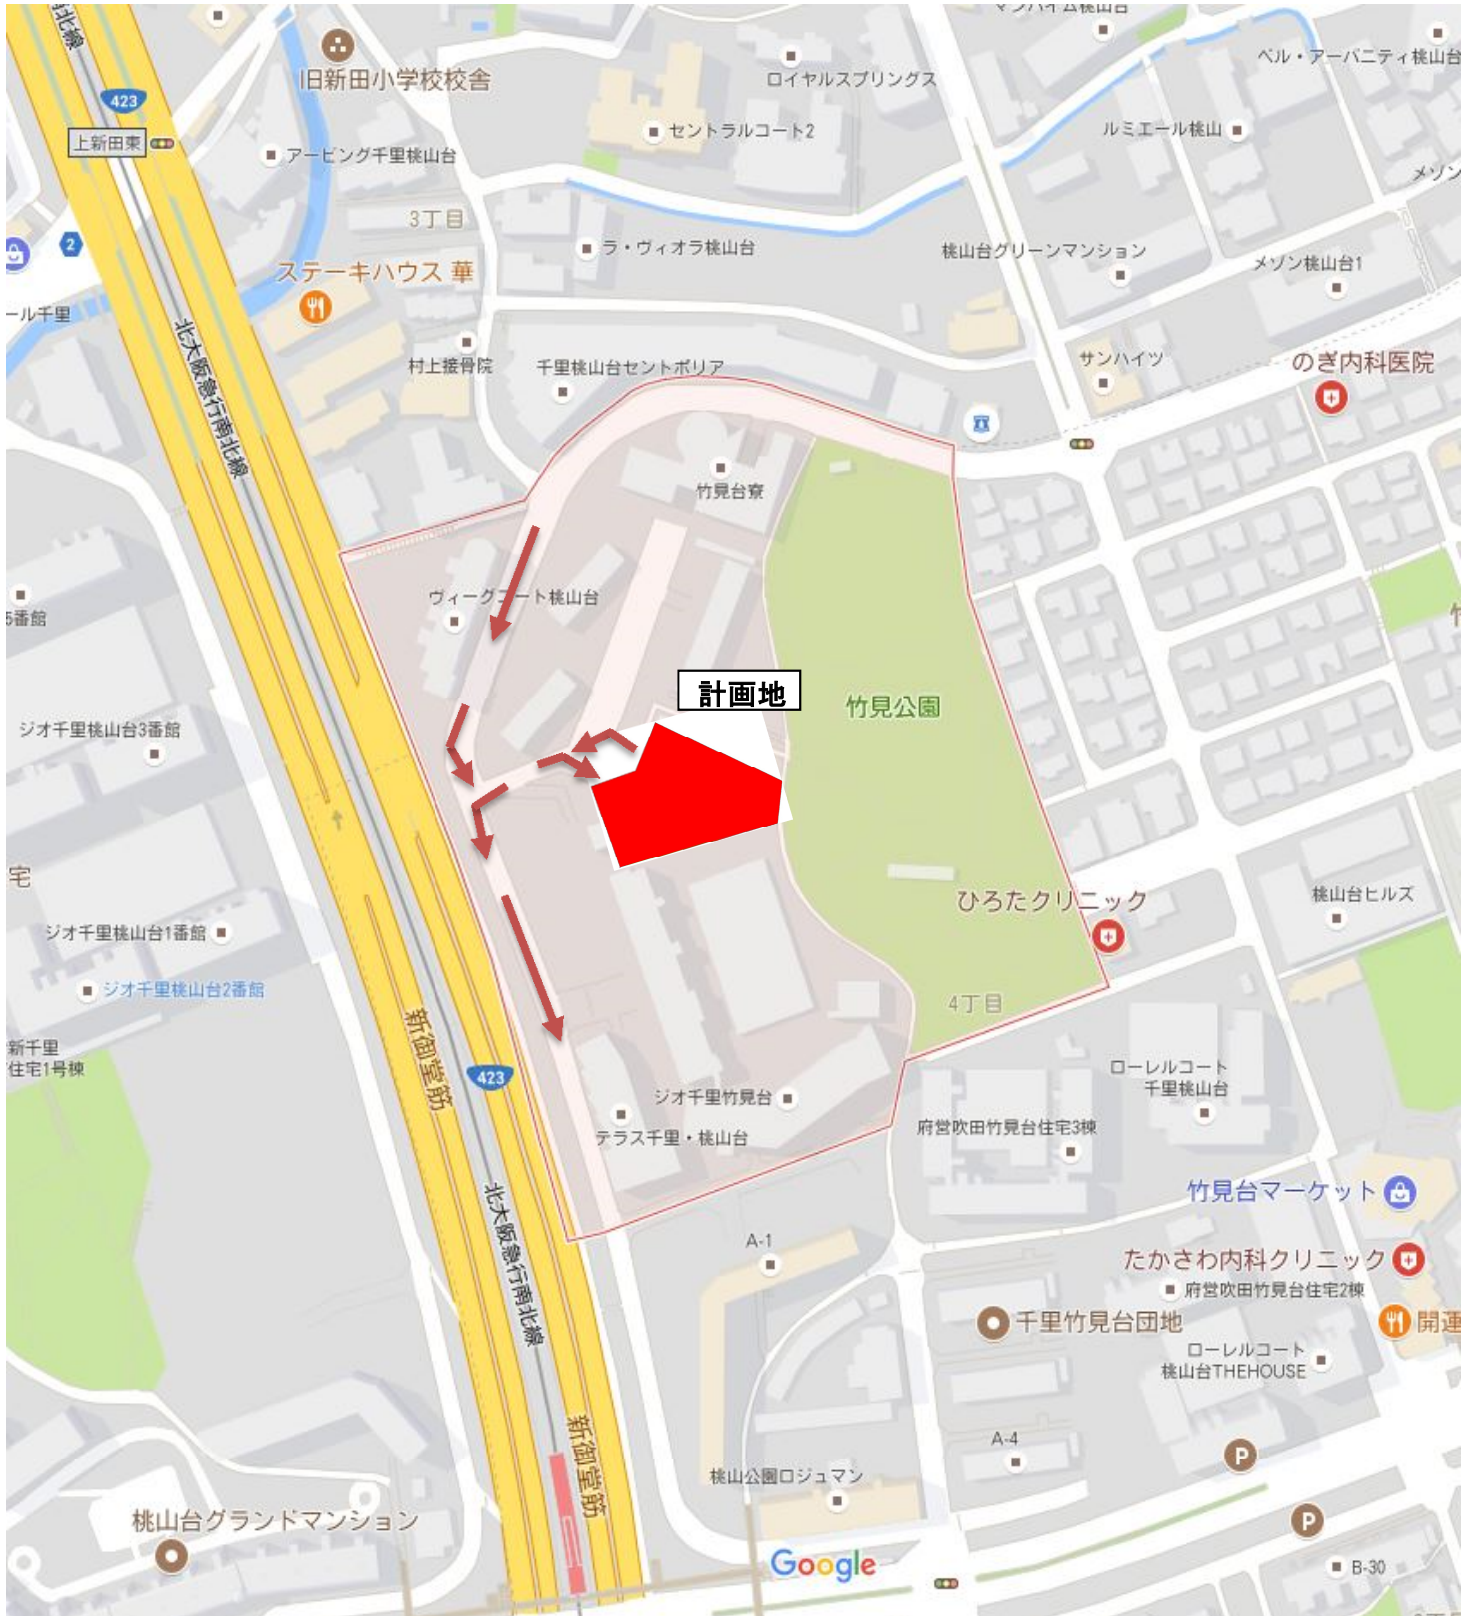 マンハイム桃山台
ベル・アーバニティ桃山台
旧新田小学校校舎
ロイヤルスプリングス
423
上新田東
セントラルコート2
ルミエール桃山
アービング千里桃山台
メゾン
3丁目
2
ラ・ヴィオラ桃山台
桃山台グリーンマンション
メゾン桃山台1
ステーキハウス 華
ール千里
北大阪急行南北線
村上接骨院
千里桃山台セントポリア
サンハイツ
のぎ内科医院
竹見台寮
ヴィーグコート桃山台
5番館
計画地
竹見公園
ジオ千里桃山台3番館
宅
ひろたクリニック
桃山台ヒルズ
ジオ千里桃山台1番館
ジオ千里桃山台2番館
4丁目
新御堂筋
新千里
住宅1号棟
423
ローレルコート
千里桃山台
ジオ千里竹見台
テラス千里・桃山台
府営吹田竹見台住宅3棟
竹見台マーケット
北大阪急行南北線
A-1
たかさわ内科クリニック
府営吹田竹見台住宅2棟
千里竹見台団地
開運
ローレルコート
桃山台THEHOUSE
新御堂筋
A-4
P
桃山公園ロジュマン
桃山台グランドマンション
P
Google
B-30